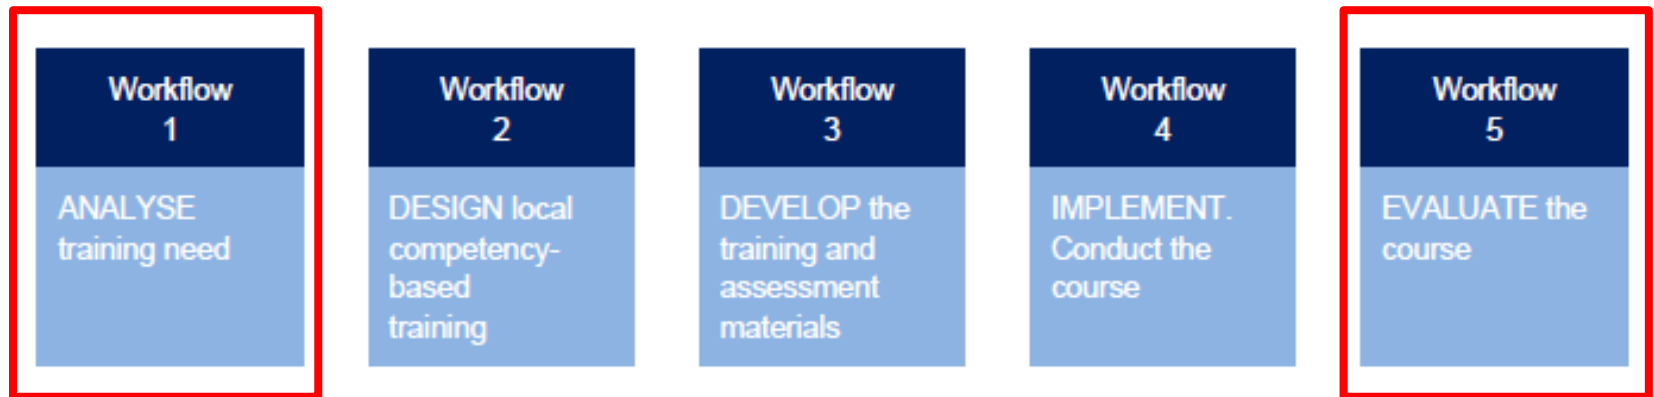 Workflow
1
ANALYSE
training need
Workflow
2
DESIGN local
competency-
based
training
Workflow
3
DEVELOP the
training and
assessment
materials
Workflow
4
IMPLEMENT.
Conduct the
course
Workflow
5
EVALUATE the
course